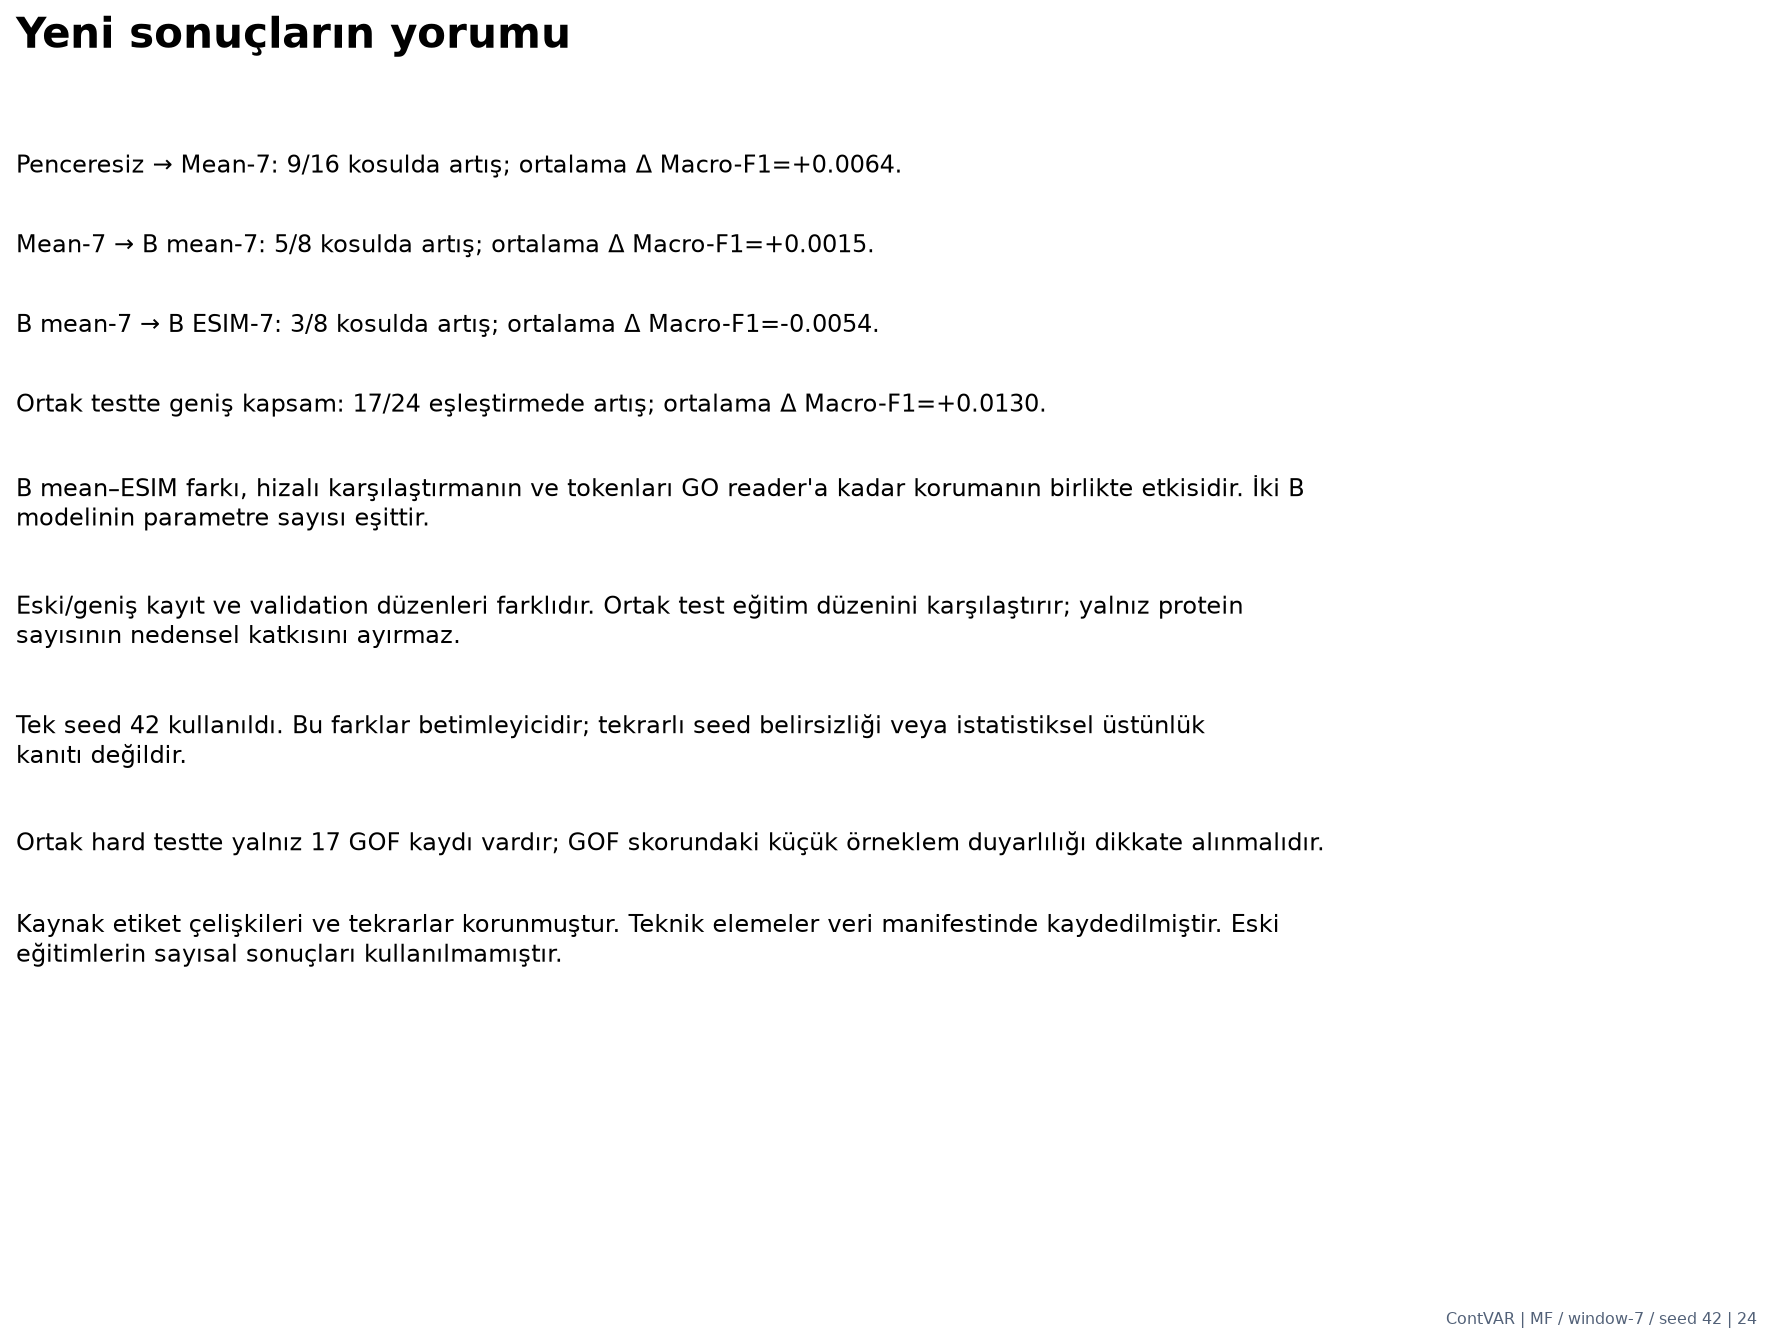 Yeni sonuçların yorumu
Penceresiz → Mean-7: 9/16 kosulda artış; ortalama Δ Macro-F1=+0.0064.
Mean-7 → B mean-7: 5/8 kosulda artış; ortalama Δ Macro-F1=+0.0015.
B mean-7 → B ESIM-7: 3/8 kosulda artış; ortalama Δ Macro-F1=-0.0054.
Ortak testte geniş kapsam: 17/24 eşleştirmede artış; ortalama Δ Macro-F1=+0.0130.
B mean–ESIM farkı, hizalı karşılaştırmanın ve tokenları GO reader'a kadar korumanın birlikte etkisidir. İki B
modelinin parametre sayısı eşittir.
Eski/geniş kayıt ve validation düzenleri farklıdır. Ortak test eğitim düzenini karşılaştırır; yalnız protein
sayısının nedensel katkısını ayırmaz.
Tek seed 42 kullanıldı. Bu farklar betimleyicidir; tekrarlı seed belirsizliği veya istatistiksel üstünlük
kanıtı değildir.
Ortak hard testte yalnız 17 GOF kaydı vardır; GOF skorundaki küçük örneklem duyarlılığı dikkate alınmalıdır.
Kaynak etiket çelişkileri ve tekrarlar korunmuştur. Teknik elemeler veri manifestinde kaydedilmiştir. Eski
eğitimlerin sayısal sonuçları kullanılmamıştır.
ContVAR | MF / window-7 / seed 42 | 24